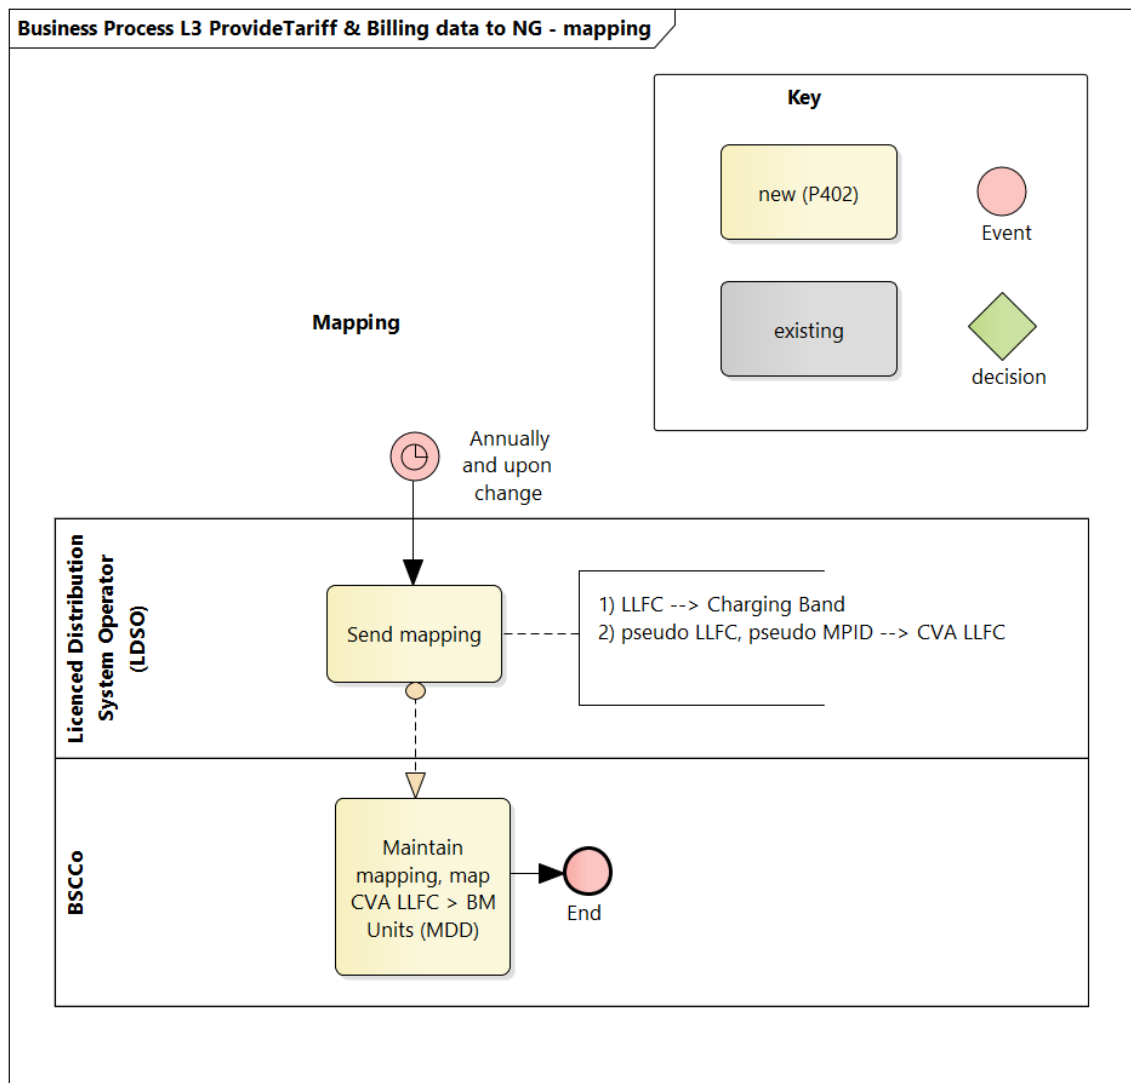 Business Process L3 ProvideTariff & Billing data to NG - mapping
Key
new (P402)
Event
existing
decision
Mapping
Annually
and upon
change
Licenced Distribution
System Operator
(LDSO)
Send mapping
1) LLFC --> Charging Band
2) pseudo LLFC, pseudo MPID --> CVA LLFC
BSCCo
Maintain
mapping, map
CVA LLFC > BM
Units (MDD)
End